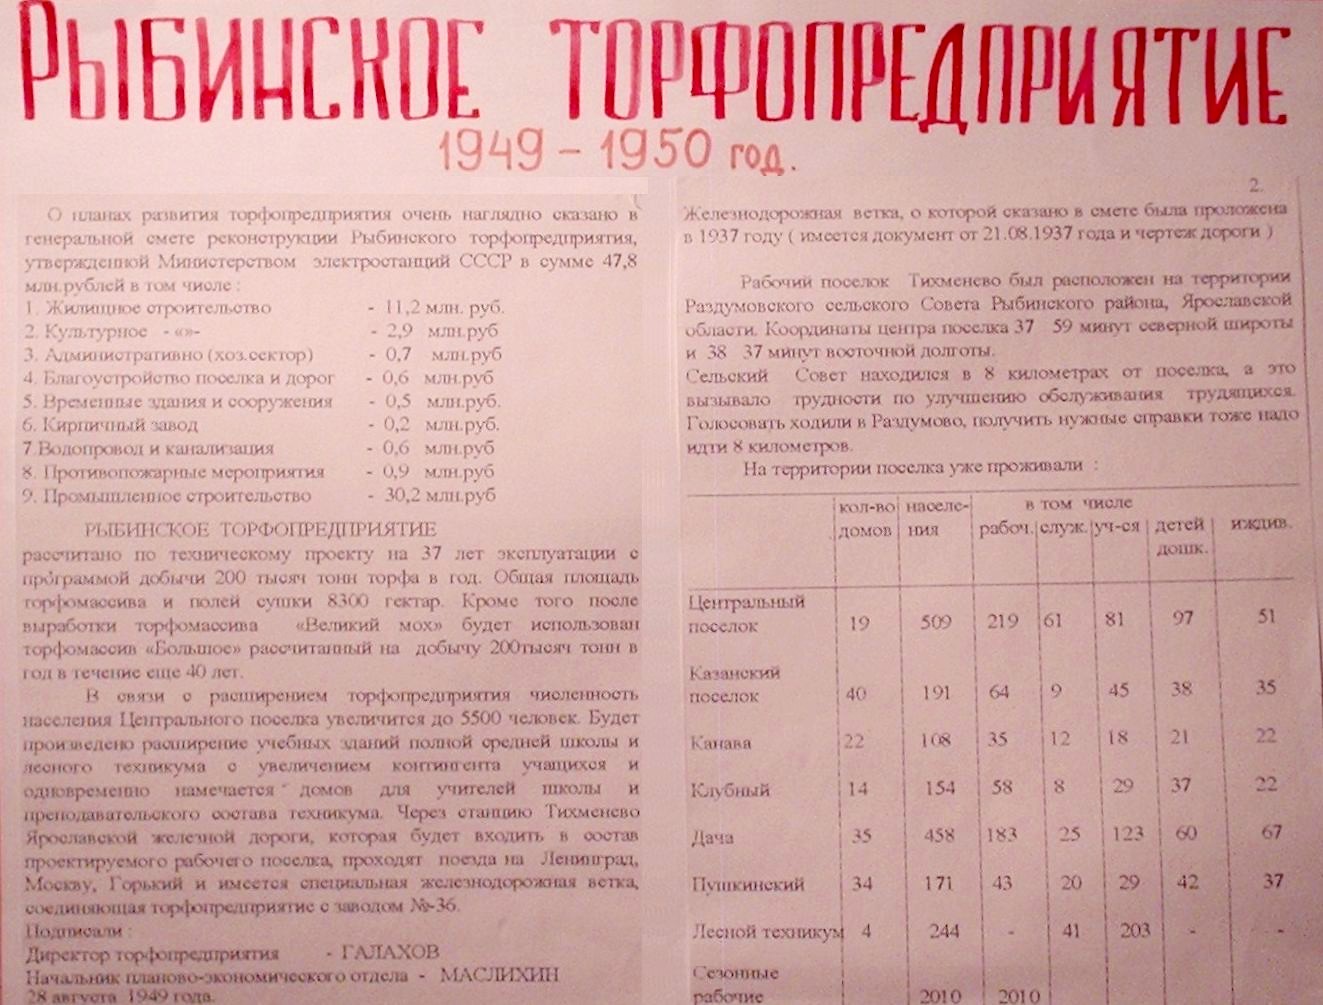 РЫБИНСКОЕ ТОРФОПРЕДПРИЯТИЕ
1949 – 1950 год.
О планах развития торфопредприятия очень наглядно сказано в
генеральной смете реконструкции Рыбинского торфопредприятия,
утвержденной Министерством электростанций СССР в сумме 47,8
млн.рублей в том числе :
1. Жилищное строительство - 11,2 млн. руб.
2. Культурное -«»- - 2,9 млн.руб
3. Административно (хоз.сектор) - 0,7 млн.руб
4. Благоустройство поселка и дорог - 0,6 млн.руб
5. Временные здания и сооружения - 0,5 млн.руб.
6. Кирпичный завод - 0,2 млн.руб.
7.Водопровод и канализация - 0,6 млн.руб
8. Противопожарные мероприятия - 0,9 млн.руб
9. Промышленное строительство - 30,2 млн.руб
РЫБИНСКОЕ ТОРФОПРЕДПРИЯТИЕ
рассчитано по техническому проекту на 37 лет эксплуатации с
программой добычи 200 тысяч тонн торфа в год. Общая площадь
торфомассива и полей сушки 8300 гектар. Кроме того после
выработки торфомассива «Великий мох» будет использован
торфомассив «Большое» рассчитанный на добычу 200тысяч тонн в
год в течение еще 40 лет.
В связи с расширением торфопредприятия численность
населения Центрального поселка увеличится до 5500 человек. Будет
произведено расширение учебных зданий полной средней школы и
лесного техникума с увеличением контингента учащихся и
одновременно намечается домов для учителей школы и
преподавательского состава техникума. Через станцию Тихменево
Ярославской железной дороги, которая будет входить в состав
проектируемого рабочего поселка, проходят поезда на Ленинград,
Москву, Горький и имеется специальная железнодорожная ветка,
соединяющая торфопредприятие с заводом №-36.
Подписали :
Директор торфопредприятия - ГАЛАХОВ
Начальник планово-экономического отдела - МАСЛИХИН
28 августа 1949 года.
2.
Железнодорожная ветка, о которой сказано в смете была проложена
в 1937 году ( имеется документ от 21.08.1937 года и чертеж дороги )
Рабочий поселок Тихменево был расположен на территории
Раздумовского сельского Совета Рыбинского района, Ярославской
области. Координаты центра поселка 37 59 минут северной широты
и 38 37 минут восточной долготы.
Сельский Совет находился в 8 километрах от поселка, а это
вызывало трудности по улучшению обслуживания трудящихся.
Голосовать ходили в Раздумово, получить нужные справки тоже надо
идти 8 километров.
На территории поселка уже проживали :
кол-во населе- в том числе
домов ния рабоч. служ. уч-ся детей иждив.
дошк.
Центральный
поселок 19 509 219 61 81 97 51
Казанский
поселок 40 191 64 9 45 38 35
Канава 22 108 35 12 18 21 22
Клубный 14 154 58 8 29 37 22
Дача 35 458 183 25 123 60 67
Пушкинский 34 171 43 20 29 42 37
Лесной техникум 4 244 - 41 203 - -
Сезонные
рабочие 2010 2010